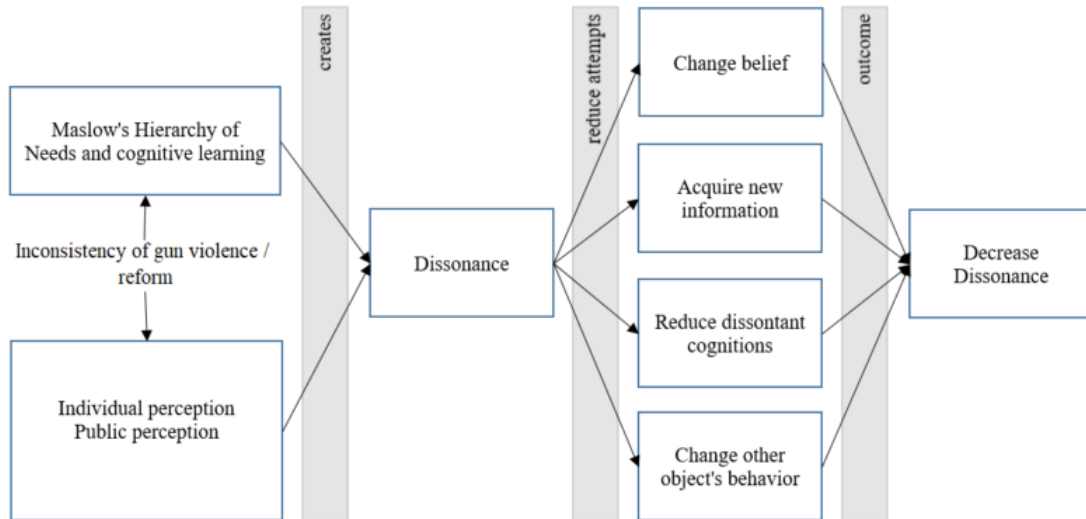 creates
reduce attempts
outcome
Maslow's Hierarchy of
Needs and cognitive learning
Inconsistency of gun violence /
reform
Individual perception
Public perception
Dissonance
Change belief
Acquire new
information
Reduce dissontant
cognitions
Change other
object's behavior
Decrease
Dissonance